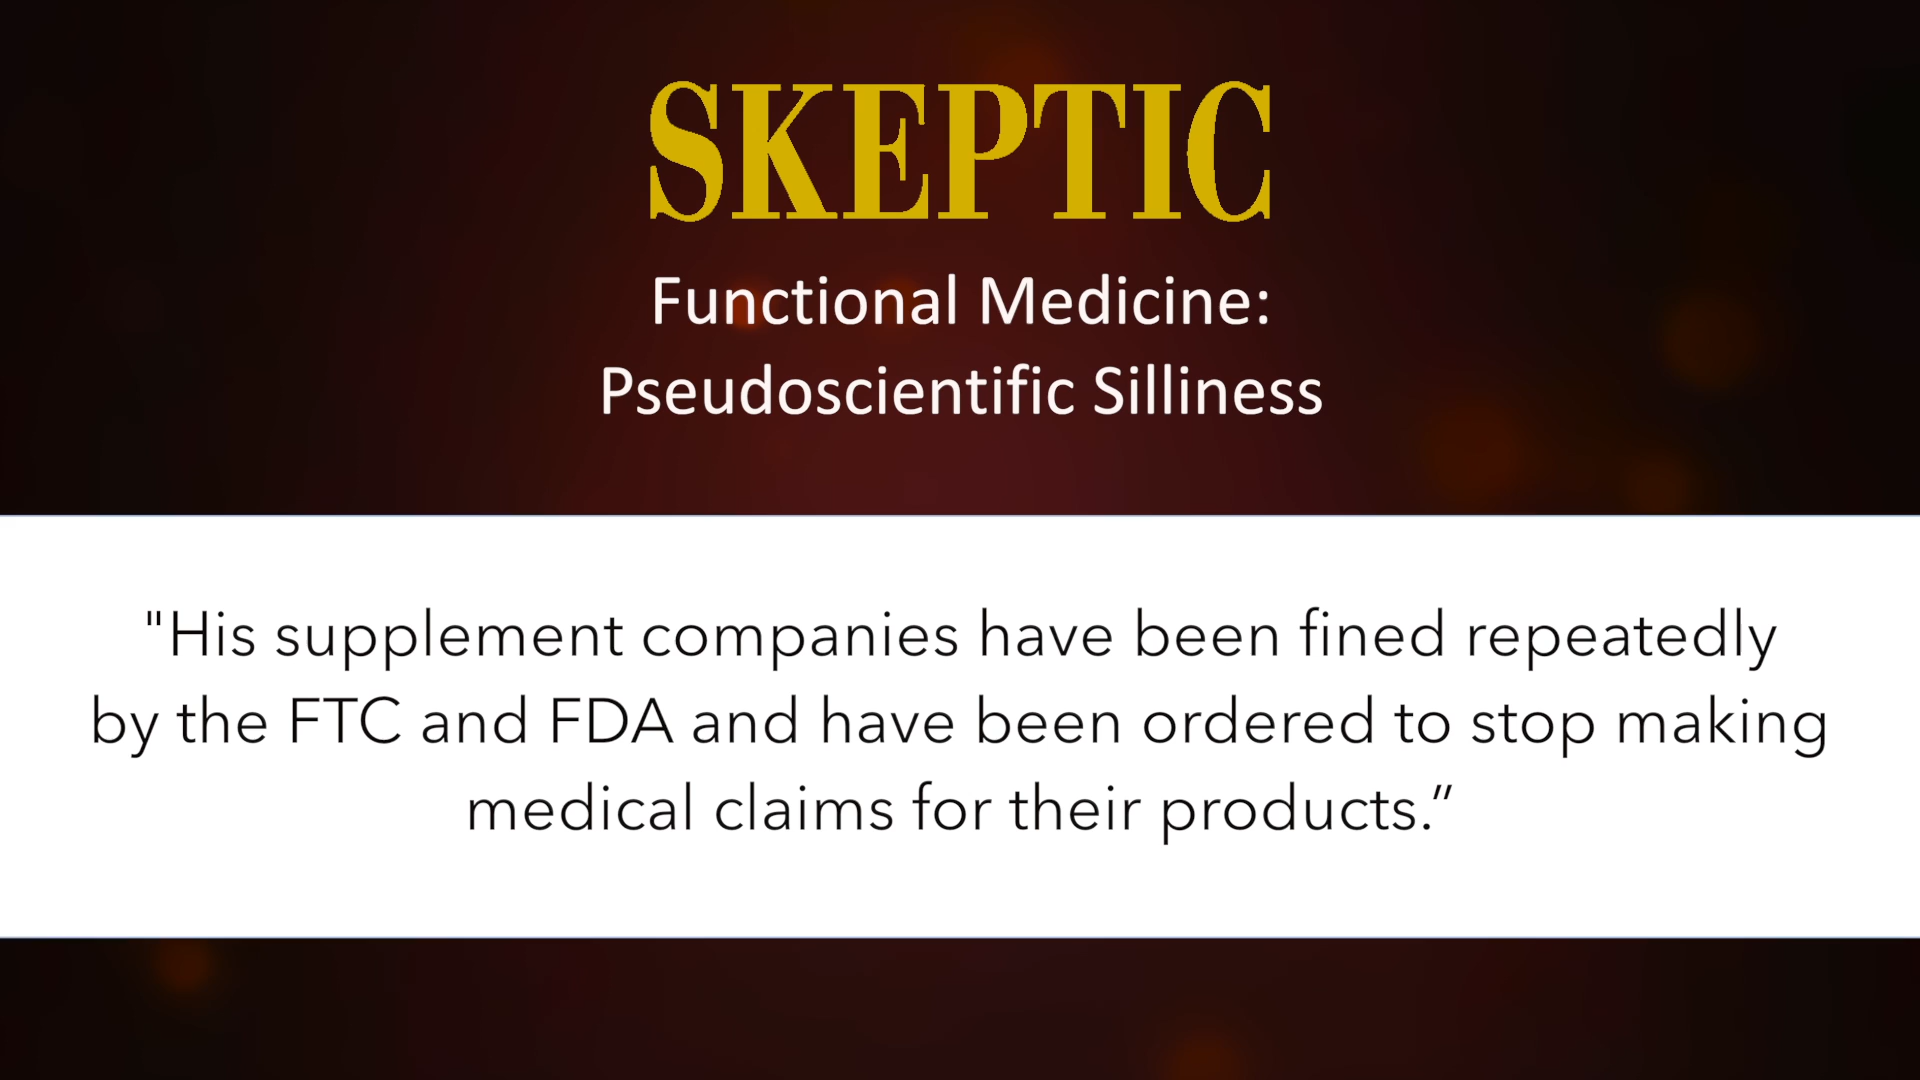 SKEPTIC
Functional Medicine:
Pseudoscientific Silliness
"His supplement companies have been fined repeatedly
by the FTC and FDA and have been ordered to stop making
medical claims for their products.”